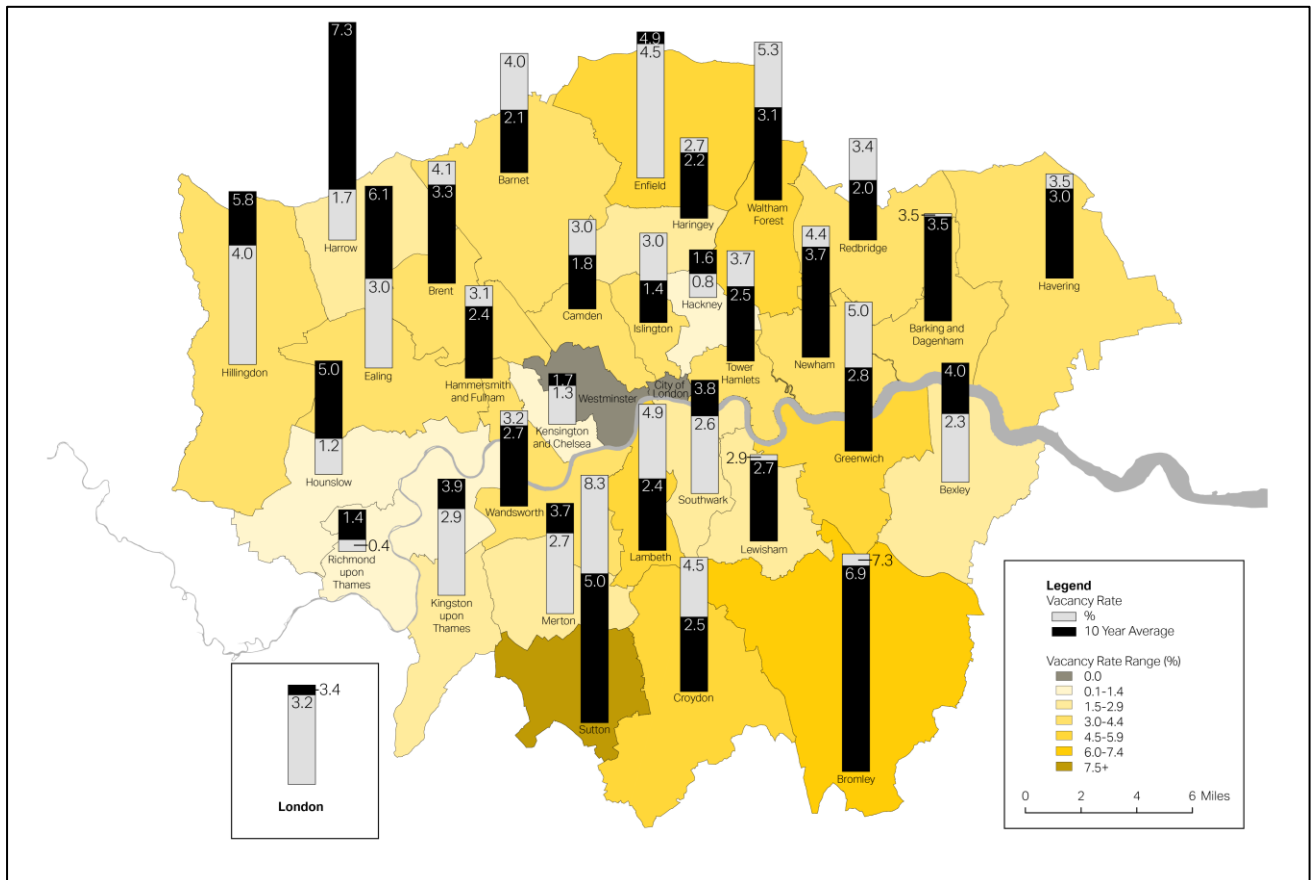 7.3
1.7
Harrow
4.0
2.1
Barnet
4.9
4.5
Enfield
5.3
3.1
Waltham
Forest
2.7
2.2
Haringey
3.4
2.0
Redbridge
3.5
3.0
Havering
5.8
4.0
Hillingdon
6.1
3.0
Ealing
4.1
3.3
Brent
3.1
2.4
Hammersmith
and Fulham
3.0
1.8
Camden
3.0
1.4
Islington
1.6
0.8
Hackney
3.7
2.5
Tower
Hamlets
4.4
3.7
Newham
3.5
3.5
Barking and
Dagenham
5.0
2.8
Greenwich
4.0
2.3
Bexley
5.0
1.2
Hounslow
1.7
1.3
Kensington
and Chelsea
Westminster
City of
London
3.8
2.6
Southwark
4.9
2.4
Lambeth
3.2
2.7
Wandsworth
2.9
2.7
Lewisham
1.4
0.4
Richmond
upon
Thames
3.9
2.9
Kingston
upon
Thames
3.7
2.7
Merton
8.3
5.0
Sutton
4.5
2.5
Croydon
7.3
6.9
Bromley
3.4
3.2
London
Legend
Vacancy Rate
%
10 Year Average
Vacancy Rate Range (%)
0.0
0.1-1.4
1.5-2.9
3.0-4.4
4.5-5.9
6.0-7.4
7.5+
0 2 4 6 Miles